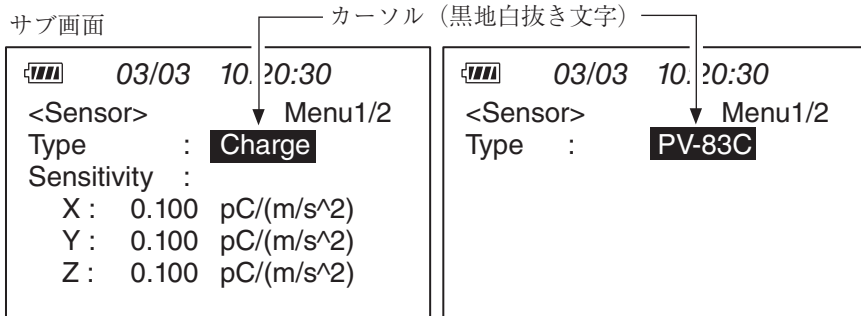 サブ画面
カーソル（黒地白抜き文字）
03/03 10:20:30
<Sensor> Menu1/2
Type : Charge
Sensitivity :
X : 0.100 pC/(m/s^2)
Y : 0.100 pC/(m/s^2)
Z : 0.100 pC/(m/s^2)
03/03 10:20:30
<Sensor> Menu1/2
Type : PV-83C